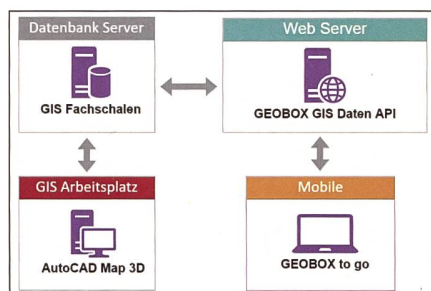 Datenbank Server
GIS Fachschalen
Web Server
GEOBOX GIS Daten API
GIS Arbeitsplatz
AutoCAD Map 3D
Mobile
GEOBOX to go